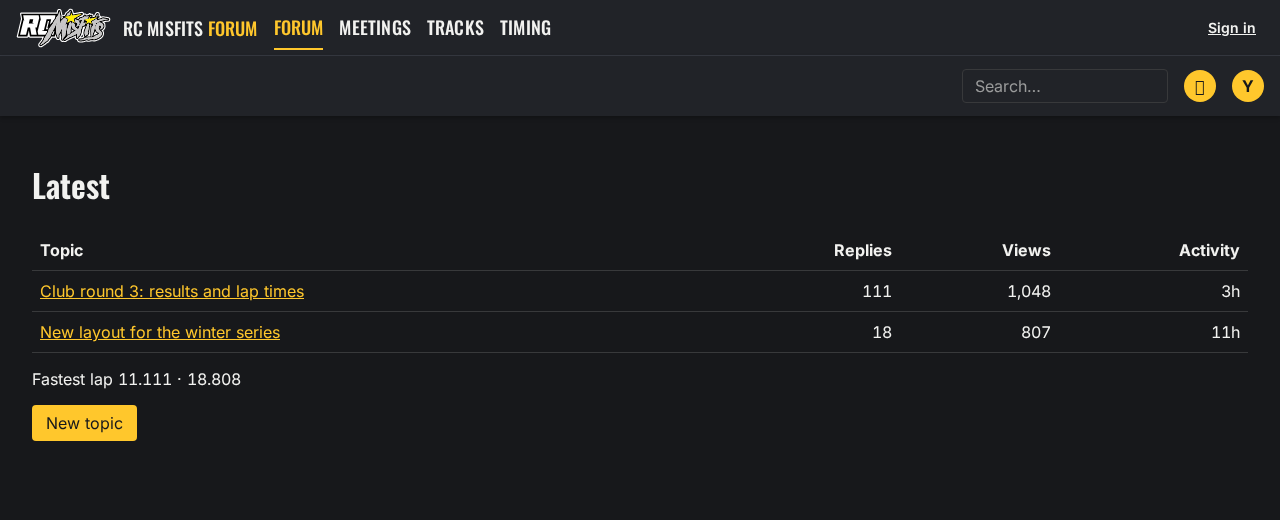 RC Misfits RC MISFITS FORUM FORUM MEETINGS TRACKS TIMING Sign in
Search... Y
Latest
Topic Replies Views Activity
Club round 3: results and lap times 111 1,048 3h
New layout for the winter series 18 807 11h
Fastest lap 11.111 · 18.808
New topic